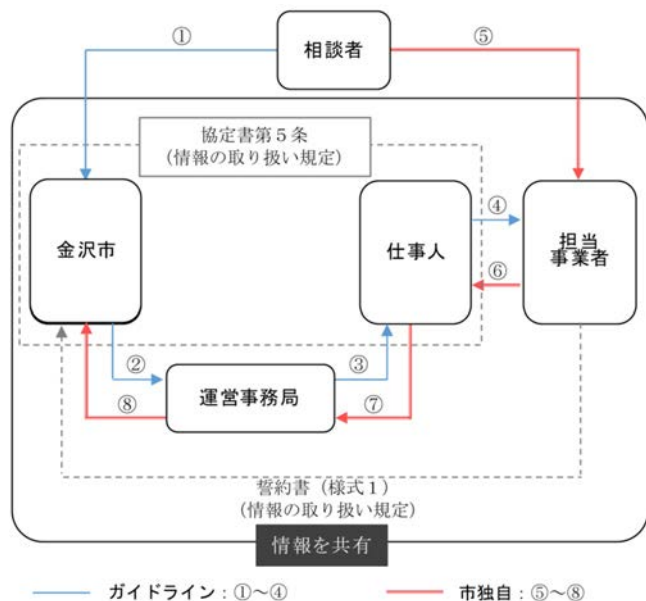 ①
相談者
⑤
協定書第５条
(情報の取り扱い規定)
金沢市
仕事人
④
担当
事業者
⑥
②
③
運営事務局
⑧
⑦
誓約書（様式１）
(情報の取り扱い規定)
情報を共有
ガイドライン：①～④
市独自：⑤～⑧